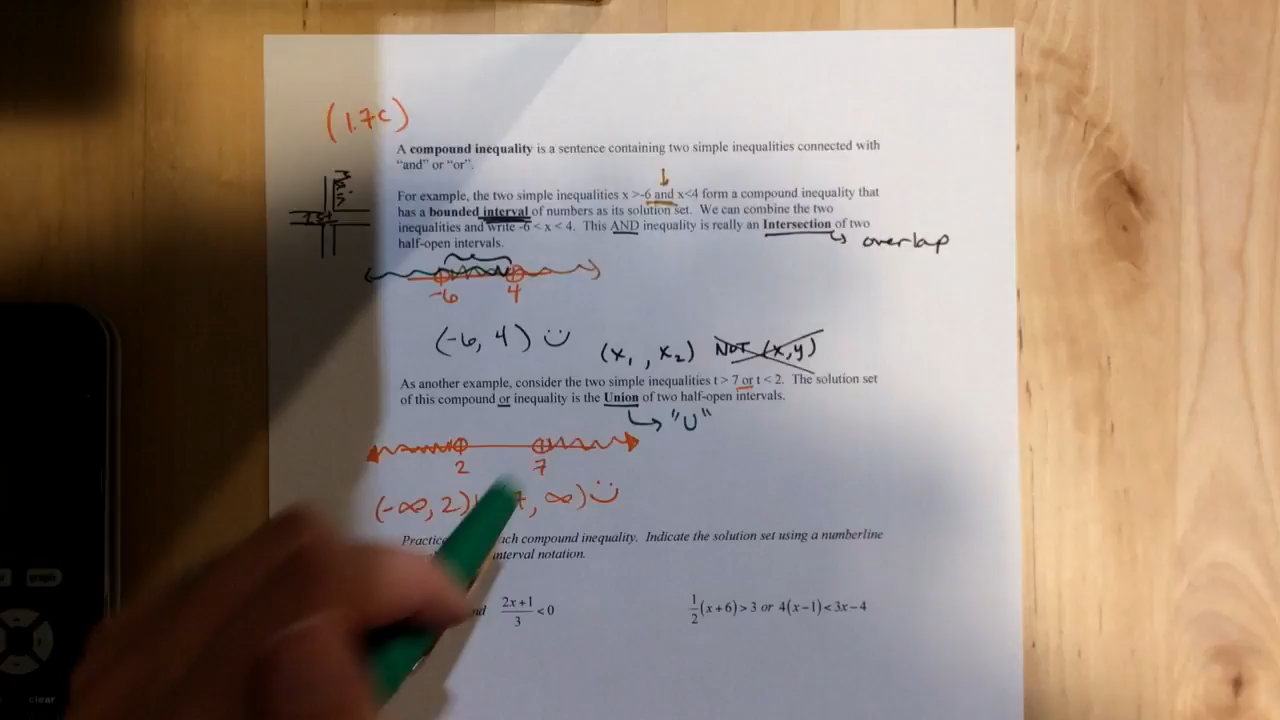 (1.7c)
A compound inequality is a sentence containing two simple inequalities connected with
"and" or "or".
Main
1st
For example, the two simple inequalities x >-6 and x<4 form a compound inequality that
has a bounded interval of numbers as its solution set. We can combine the two
inequalities and write -6 < x < 4. This AND inequality is really an Intersection of two
half-open intervals.
overlap
-6 4
(-6, 4)
(x₁, x₂) NOT (x,y)
As another example, consider the two simple inequalities t > 7 or t < 2. The solution set
of this compound or inequality is the Union of two half-open intervals.
"U"
2 7
(-∞, 2) 7, ∞)
Practice ach compound inequality. Indicate the solution set using a numberline
interval notation.
nd (2x+1)/3 < 0
1/2(x+6) > 3 or 4(x−1) < 3x−4
graph
clear